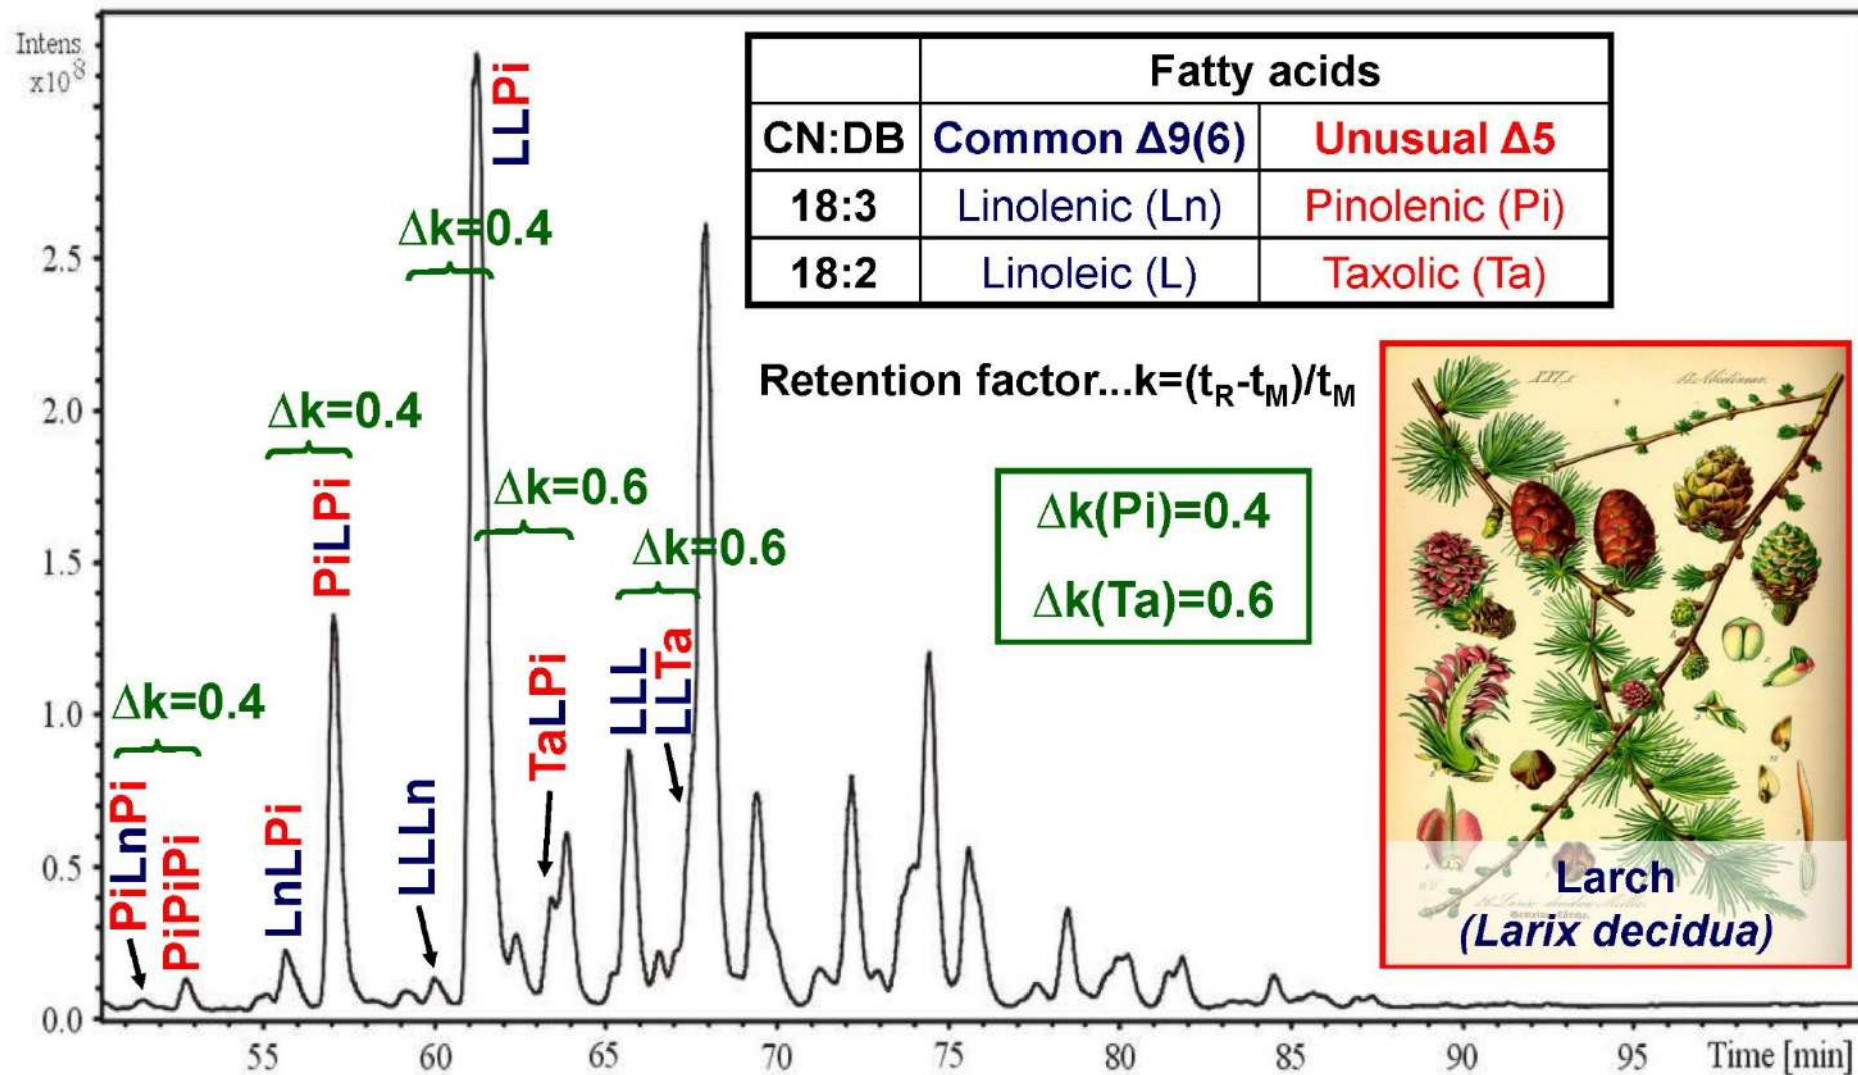 Intens
x10⁸
2.5
2.0
1.5
1.0
0.5
0.0
55
60
65
70
75
80
85
90
95
Time [min]
PiLnPi
PiPiPi
LnLPi
PiLPi
LLLn
LLPi
TaLPi
LLL
LLTa
Δk=0.4
Δk=0.4
Δk=0.4
Δk=0.6
Δk=0.6
Fatty acids
CN:DB Common Δ9(6) Unusual Δ5
18:3 Linolenic (Ln) Pinolenic (Pi)
18:2 Linoleic (L) Taxolic (Ta)
Retention factor...k=(tR-tM)/tM
Δk(Pi)=0.4
Δk(Ta)=0.6
Larch
(Larix decidua)